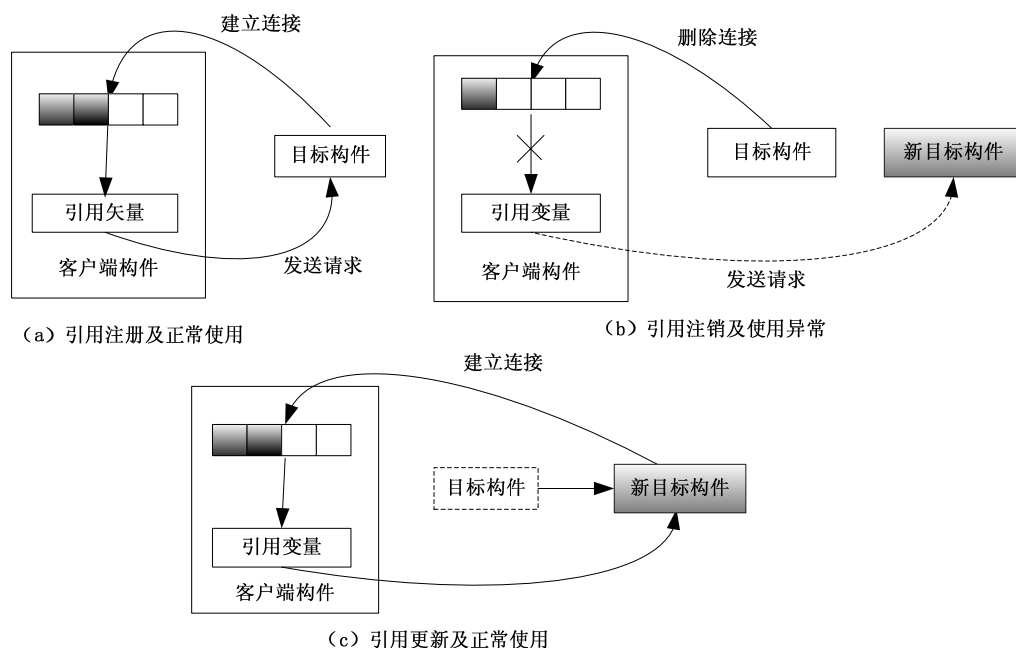 建立连接
目标构件
引用矢量
发送请求
客户端构件
（a）引用注册及正常使用
删除连接
目标构件
新目标构件
引用变量
客户端构件
发送请求
（b）引用注销及使用异常
建立连接
目标构件
新目标构件
引用变量
客户端构件
（c）引用更新及正常使用